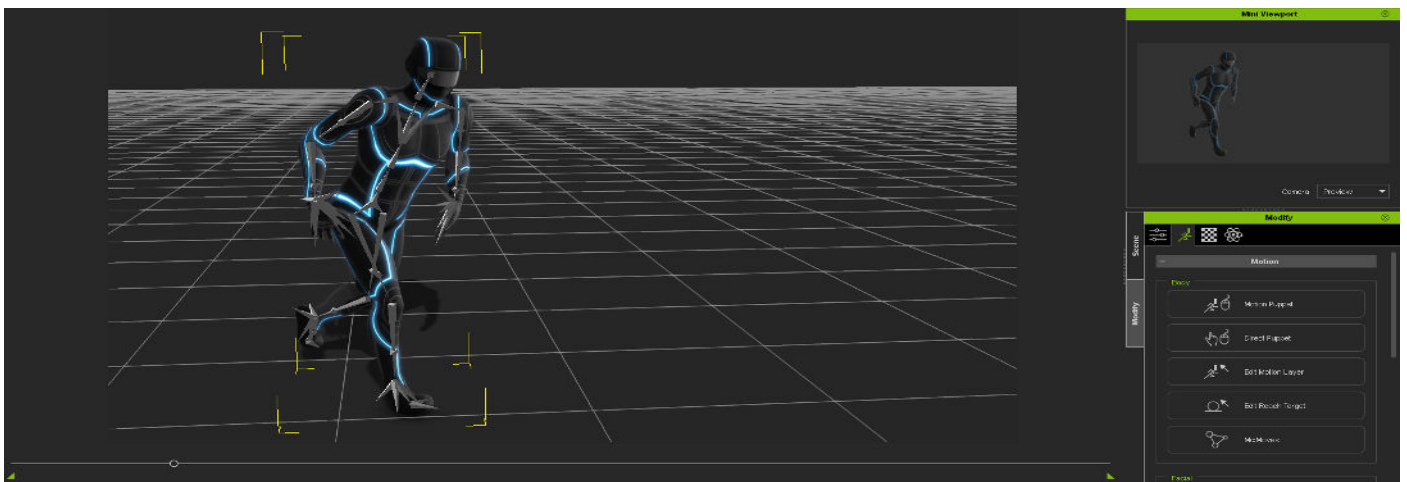 Mini Viewport
Camera Preview
Modify
Scene
Modify
Motion
Body
Motion Puppet
Direct Puppet
Edit Motion Layer
Edit Reach Target
Facial